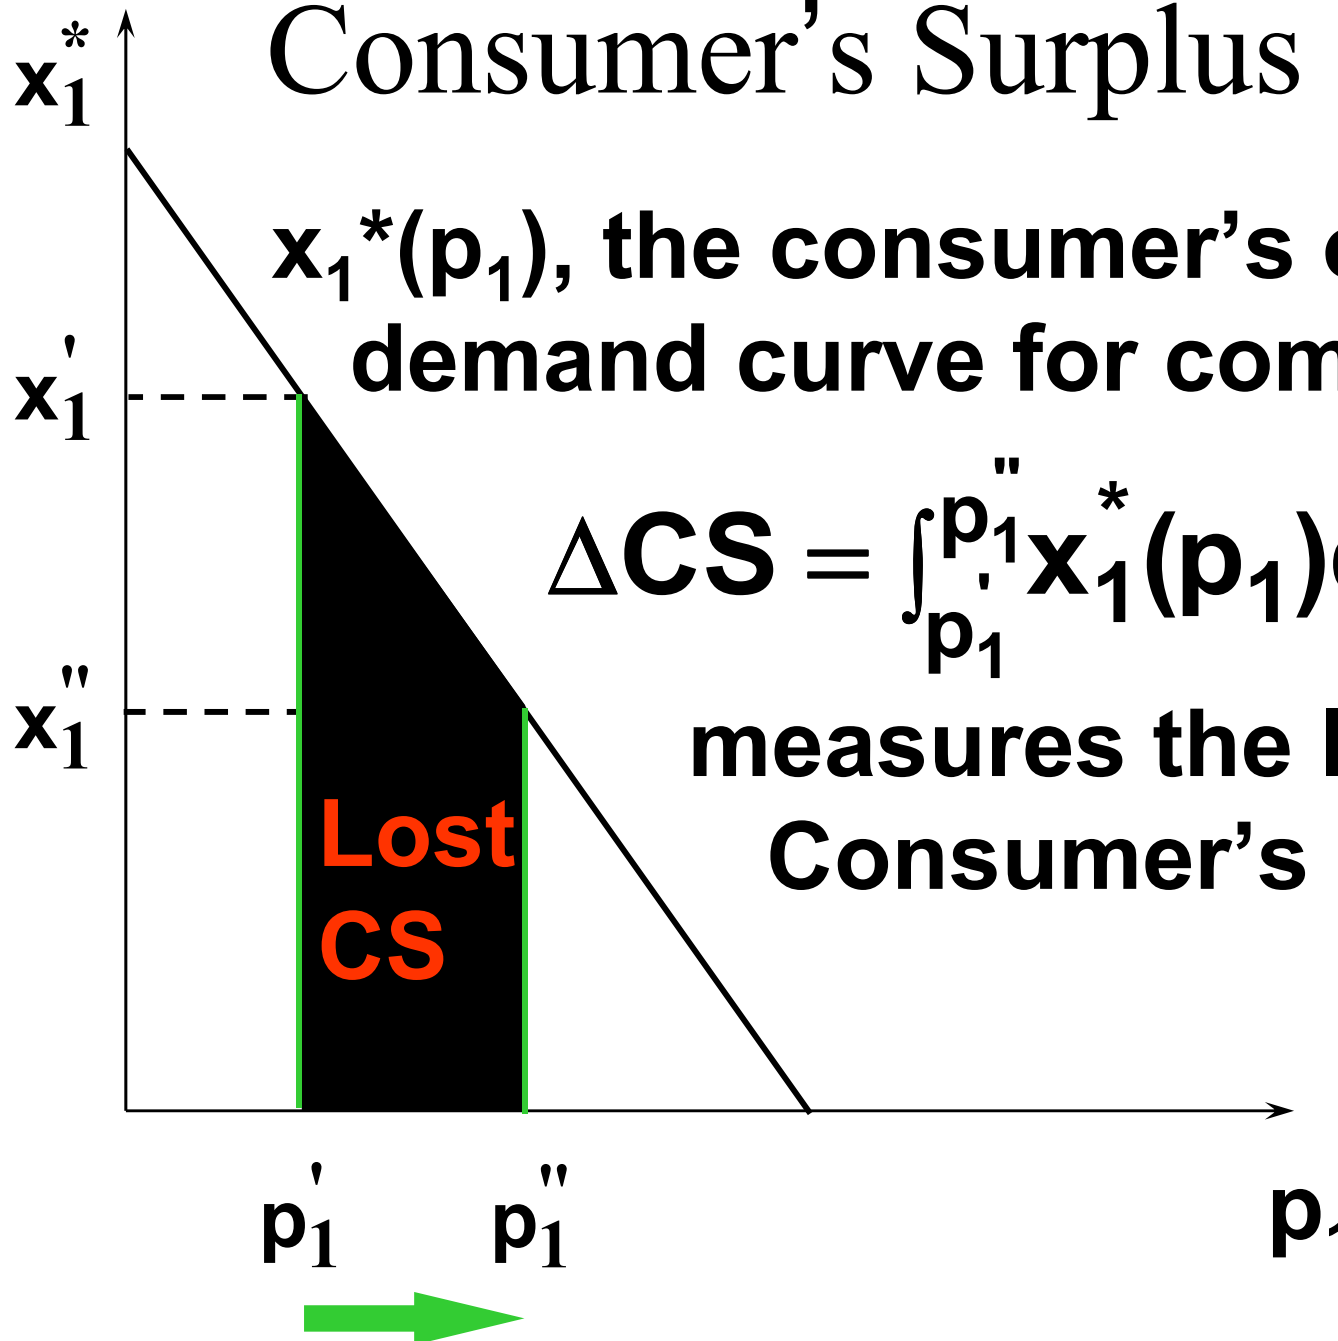 Consumer’s Surplus
x₁*
x₁*(p₁), the consumer’s
demand curve for
x₁'
ΔCS = ∫p₁'p₁" x₁*(p₁)
x₁"
measures the
Consumer’s
Lost
CS
p₁' p₁" p₁